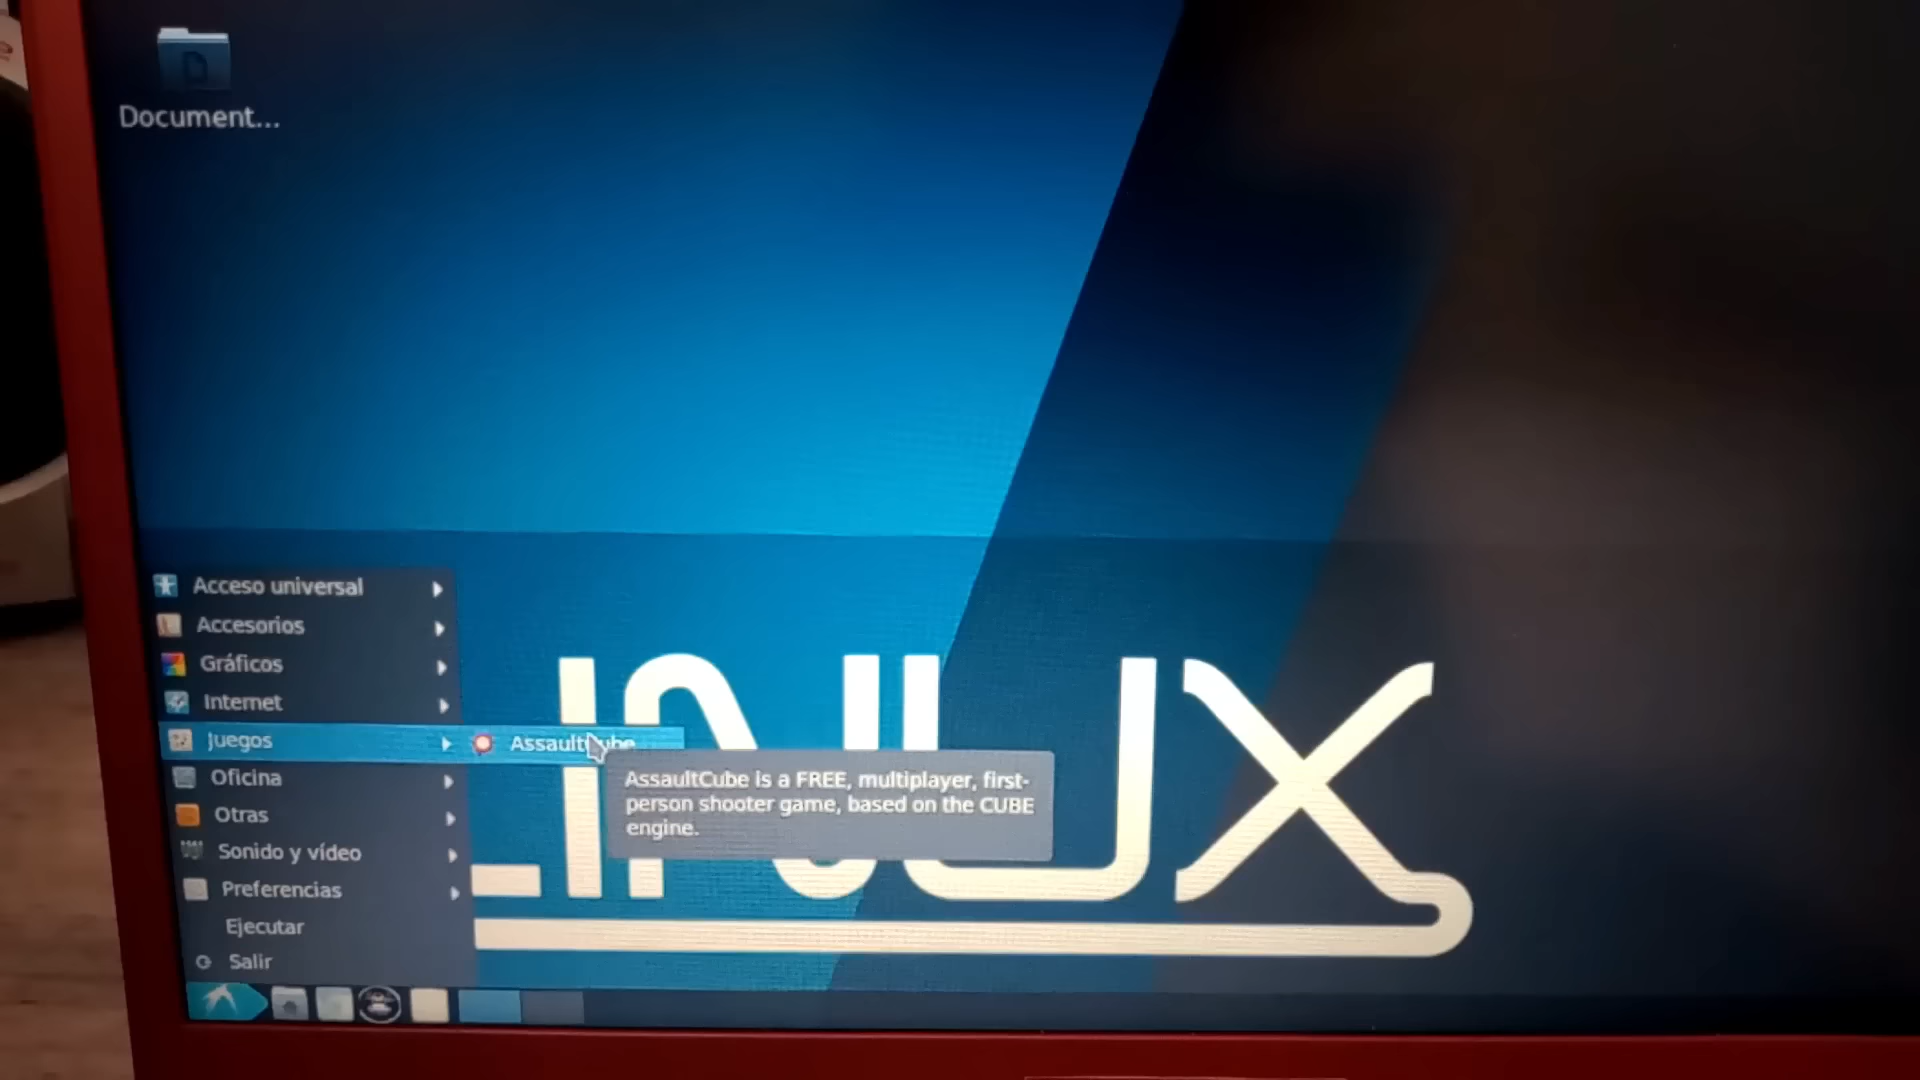 Document...
Acceso universal
Accesorios
Gráficos
Internet
Juegos
AssaultCube
AssaultCube is a FREE, multiplayer, first-
person shooter game, based on the CUBE
engine.
Oficina
Otras
Sonido y vídeo
Preferencias
Ejecutar
Salir
LINUX